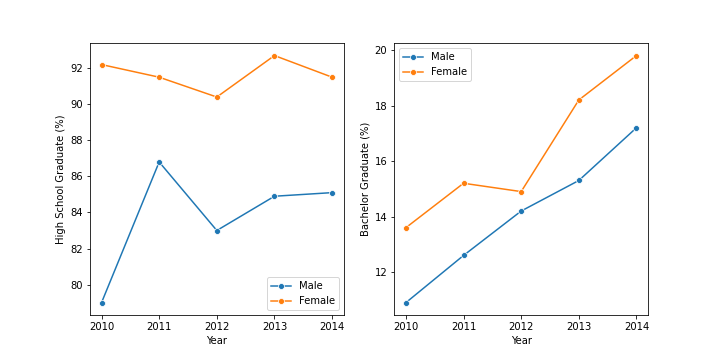 High School Graduate (%)
92
90
88
86
84
82
80
2010 2011 2012 2013 2014
Year
Male
Female
Bachelor Graduate (%)
20
18
16
14
12
2010 2011 2012 2013 2014
Year
Male
Female